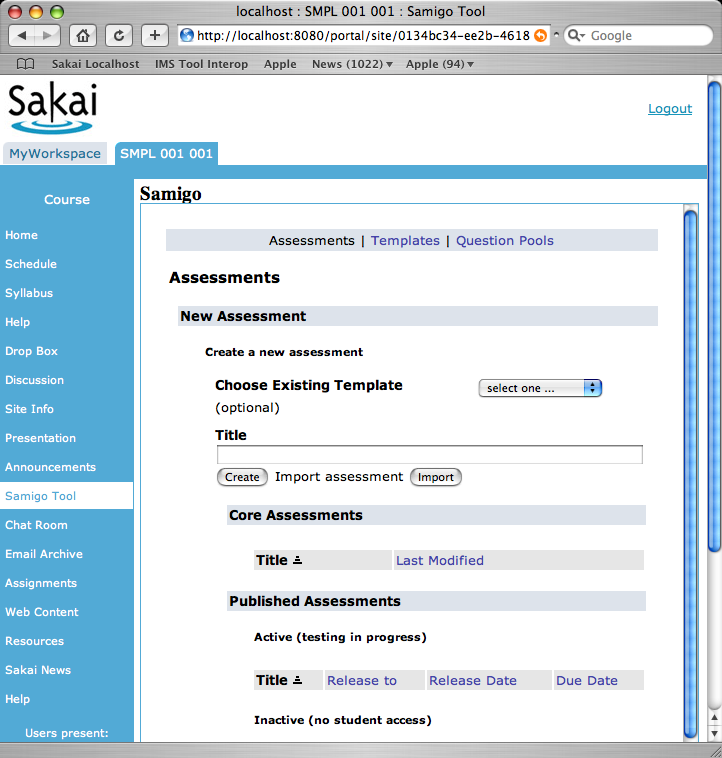 localhost : SMPL 001 001 : Samigo Tool
http://localhost:8080/portal/site/0134bc34-ee2b-4618
Google
Sakai Localhost IMS Tool Interop Apple News (1022) Apple (94)
Sakai
Logout
MyWorkspace SMPL 001 001
Course
Home
Schedule
Syllabus
Help
Drop Box
Discussion
Site Info
Presentation
Announcements
Samigo Tool
Chat Room
Email Archive
Assignments
Web Content
Resources
Sakai News
Help
Users present:
Samigo
Assessments | Templates | Question Pools
Assessments
New Assessment
Create a new assessment
Choose Existing Template select one ...
(optional)
Title
Create Import assessment Import
Core Assessments
Title Last Modified
Published Assessments
Active (testing in progress)
Title Release to Release Date Due Date
Inactive (no student access)